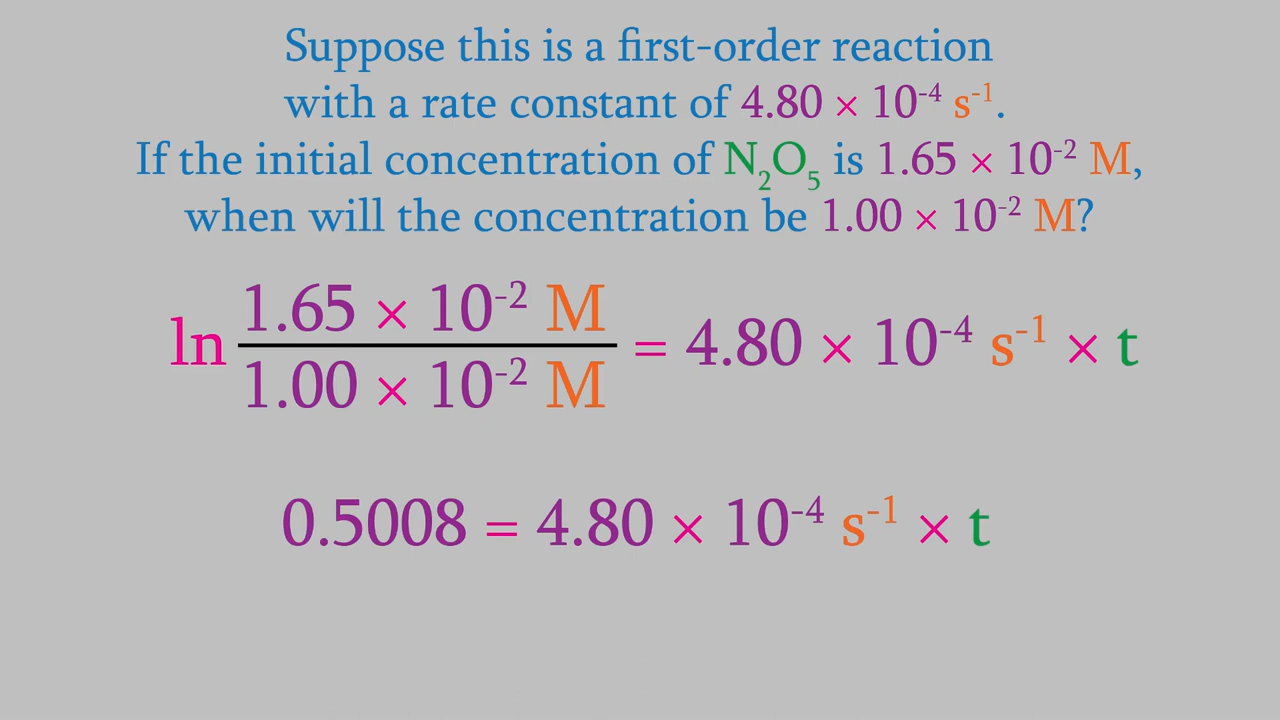 Suppose this is a first-order reaction
with a rate constant of 4.80 × 10⁻⁴ s⁻¹.
If the initial concentration of N₂O₅ is 1.65 × 10⁻² M,
when will the concentration be 1.00 × 10⁻² M?
1.65 × 10⁻² M
ln = 4.80 × 10⁻⁴ s⁻¹ × t
1.00 × 10⁻² M
0.5008 = 4.80 × 10⁻⁴ s⁻¹ × t